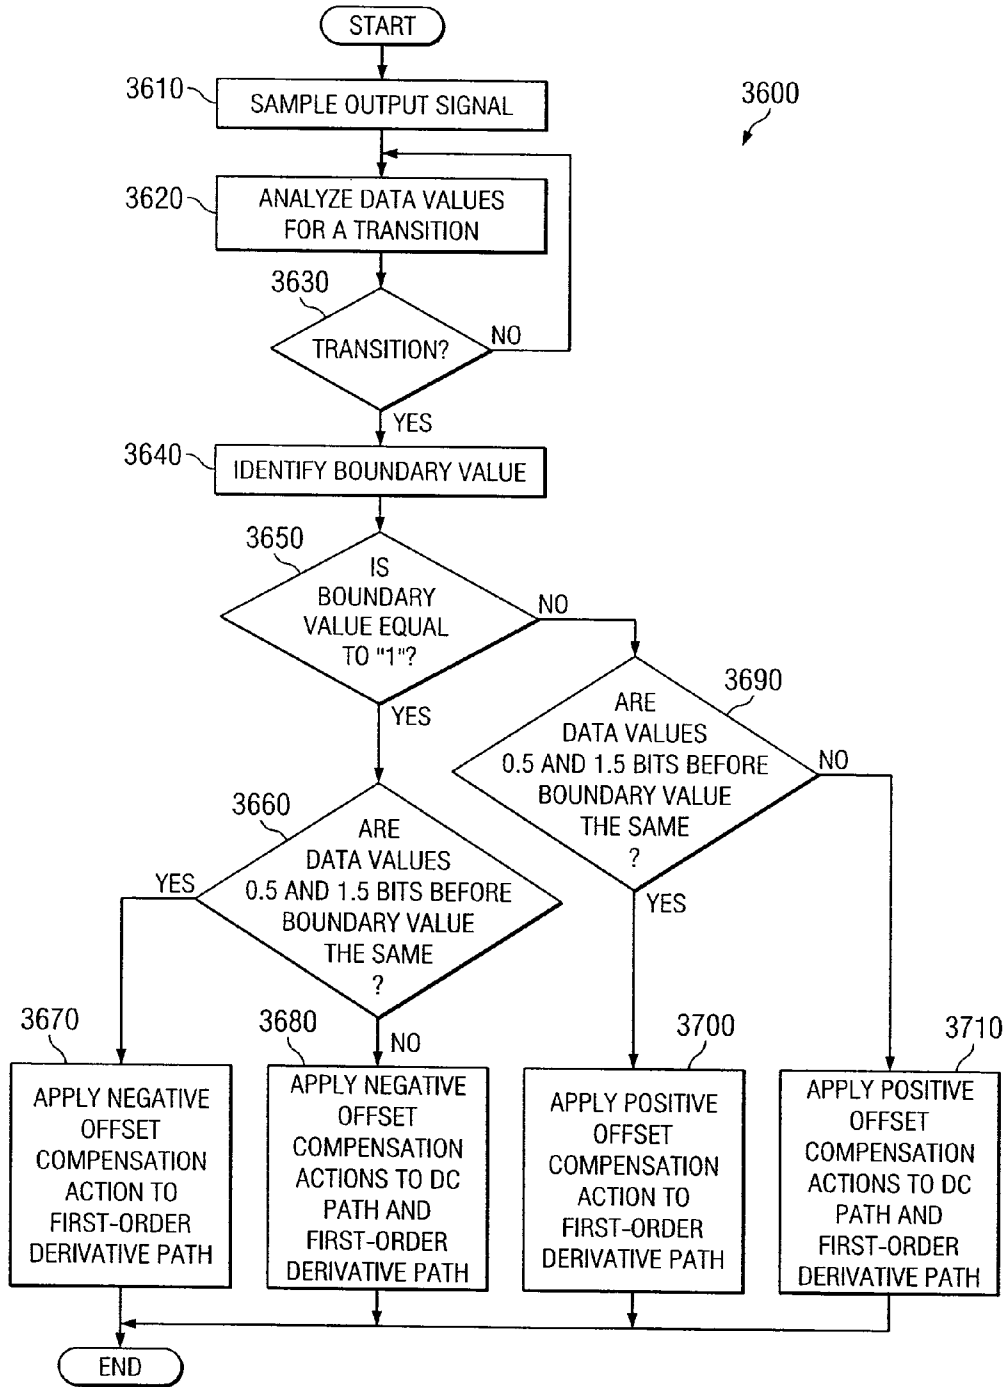 START
3610
SAMPLE OUTPUT SIGNAL
3600
3620
ANALYZE DATA VALUES
FOR A TRANSITION
3630
TRANSITION?
NO
YES
3640
IDENTIFY BOUNDARY VALUE
3650
IS
BOUNDARY
VALUE EQUAL
TO "1"?
NO
YES
3690
ARE
DATA VALUES
0.5 AND 1.5 BITS BEFORE
BOUNDARY VALUE
THE SAME
?
NO
YES
3660
ARE
DATA VALUES
0.5 AND 1.5 BITS BEFORE
BOUNDARY VALUE
THE SAME
?
YES
NO
3670
APPLY NEGATIVE
OFFSET
COMPENSATION
ACTION TO
FIRST-ORDER
DERIVATIVE PATH
3680
APPLY NEGATIVE
OFFSET
COMPENSATION
ACTIONS TO DC
PATH AND
FIRST-ORDER
DERIVATIVE PATH
3700
APPLY POSITIVE
OFFSET
COMPENSATION
ACTION TO
FIRST-ORDER
DERIVATIVE PATH
3710
APPLY POSITIVE
OFFSET
COMPENSATION
ACTIONS TO DC
PATH AND
FIRST-ORDER
DERIVATIVE PATH
END